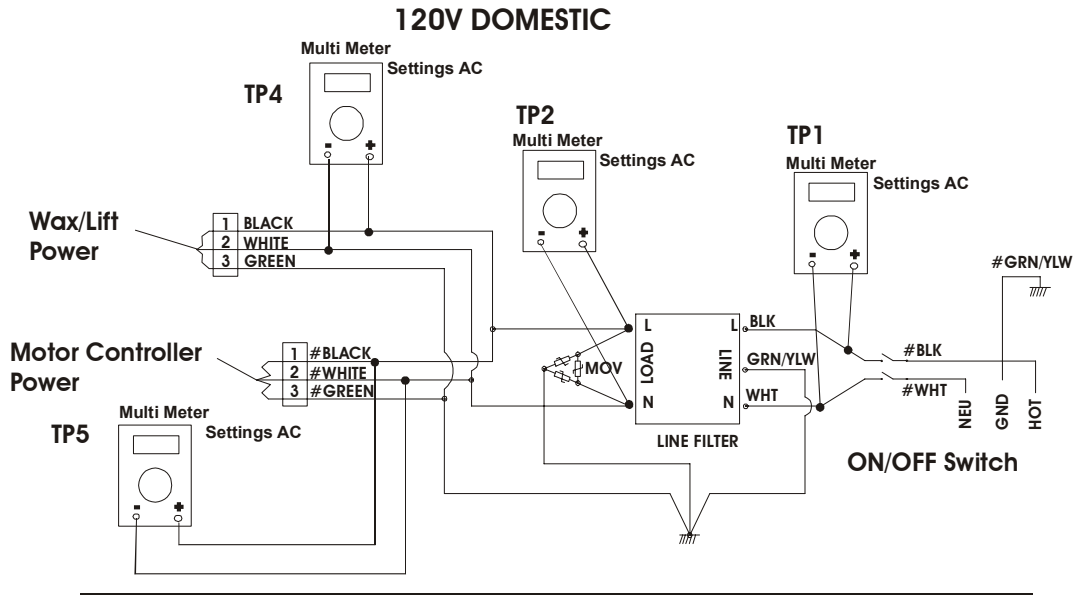 120V DOMESTIC
Multi Meter
Settings AC
TP4
- +
TP2
Multi Meter
Settings AC
- +
TP1
Multi Meter
Settings AC
- +
Wax/Lift
Power
1 BLACK
2 WHITE
3 GREEN
#GRN/YLW
L
LOAD
N
L
LINE
N
BLK
GRN/YLW
WHT
MOV
LINE FILTER
#BLK
#WHT
NEU
GND
HOT
ON/OFF Switch
Motor Controller
Power
1 #BLACK
2 #WHITE
3 #GREEN
Multi Meter
TP5
Settings AC
- +